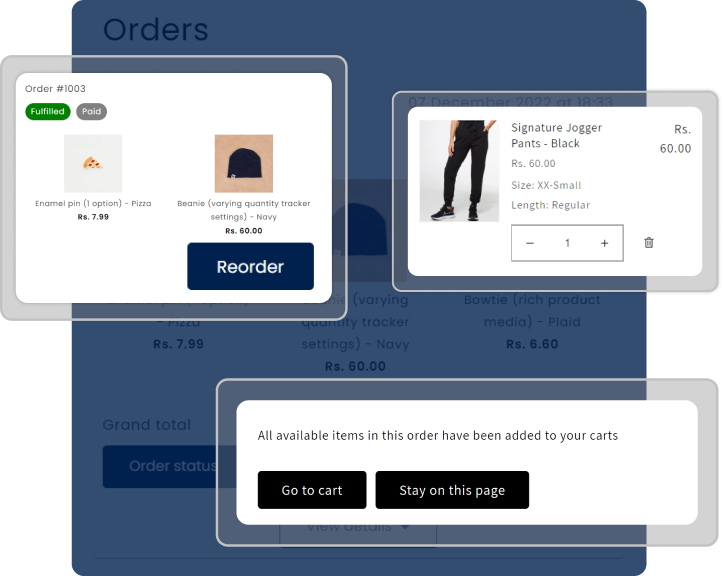 Orders
07 December 2022 at 18:33
Order #1003
Fulfilled
Paid
Enamel pin (1 option) - Pizza
Rs. 7.99
Beanie (varying quantity tracker
settings) - Navy
Rs. 60.00
Reorder
Signature Jogger
Pants - Black
Rs. 60.00
Size: XX-Small
Length: Regular
Rs.
60.00
− 1 +
- Pizza
Rs. 7.99
(varying
quantity tracker
settings) - Navy
Rs. 60.00
Bowtie (rich product
media) - Plaid
Rs. 6.60
Grand total
Order status
All available items in this order have been added to your carts
Go to cart
Stay on this page
View details